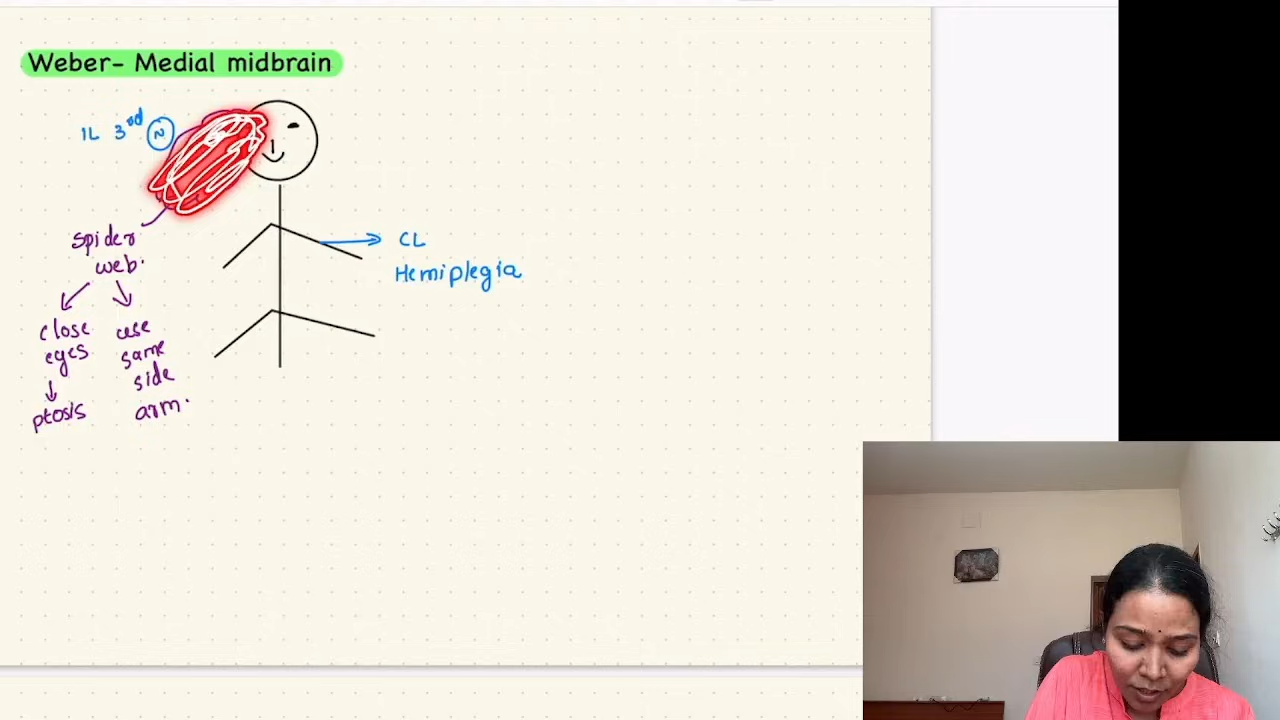 Weber- Medial midbrain
IL 3rd N
Spider
web.
close
eyes
ptosis
use
same
side
arm.
CL
Hemiplegia